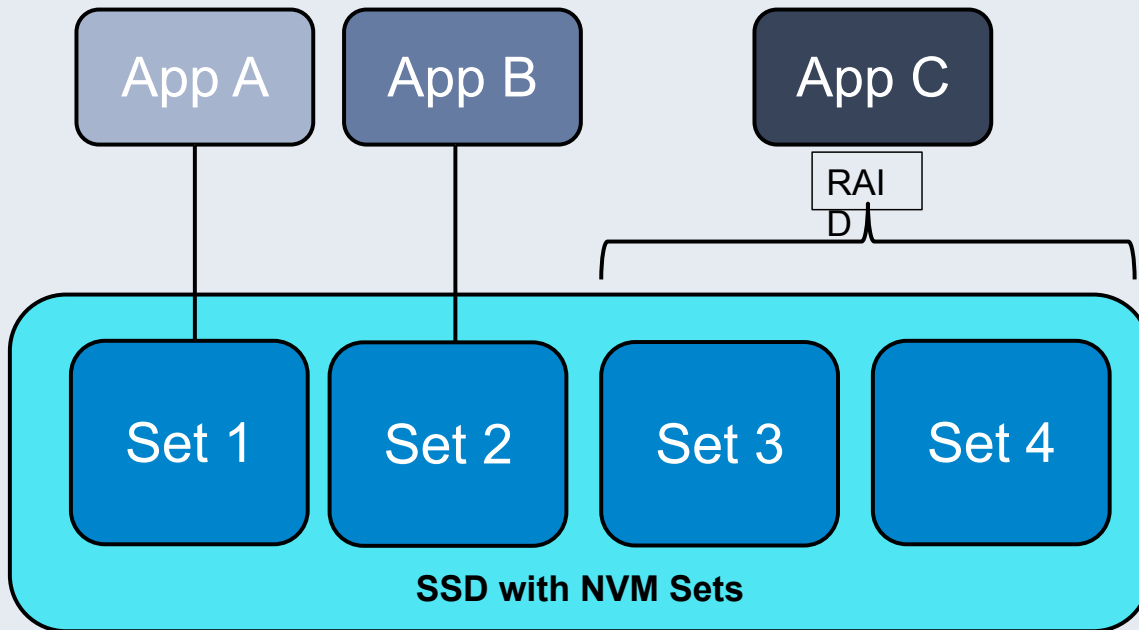 App A
App B
App C
RAI
D
Set 1
Set 2
Set 3
Set 4
SSD with NVM Sets